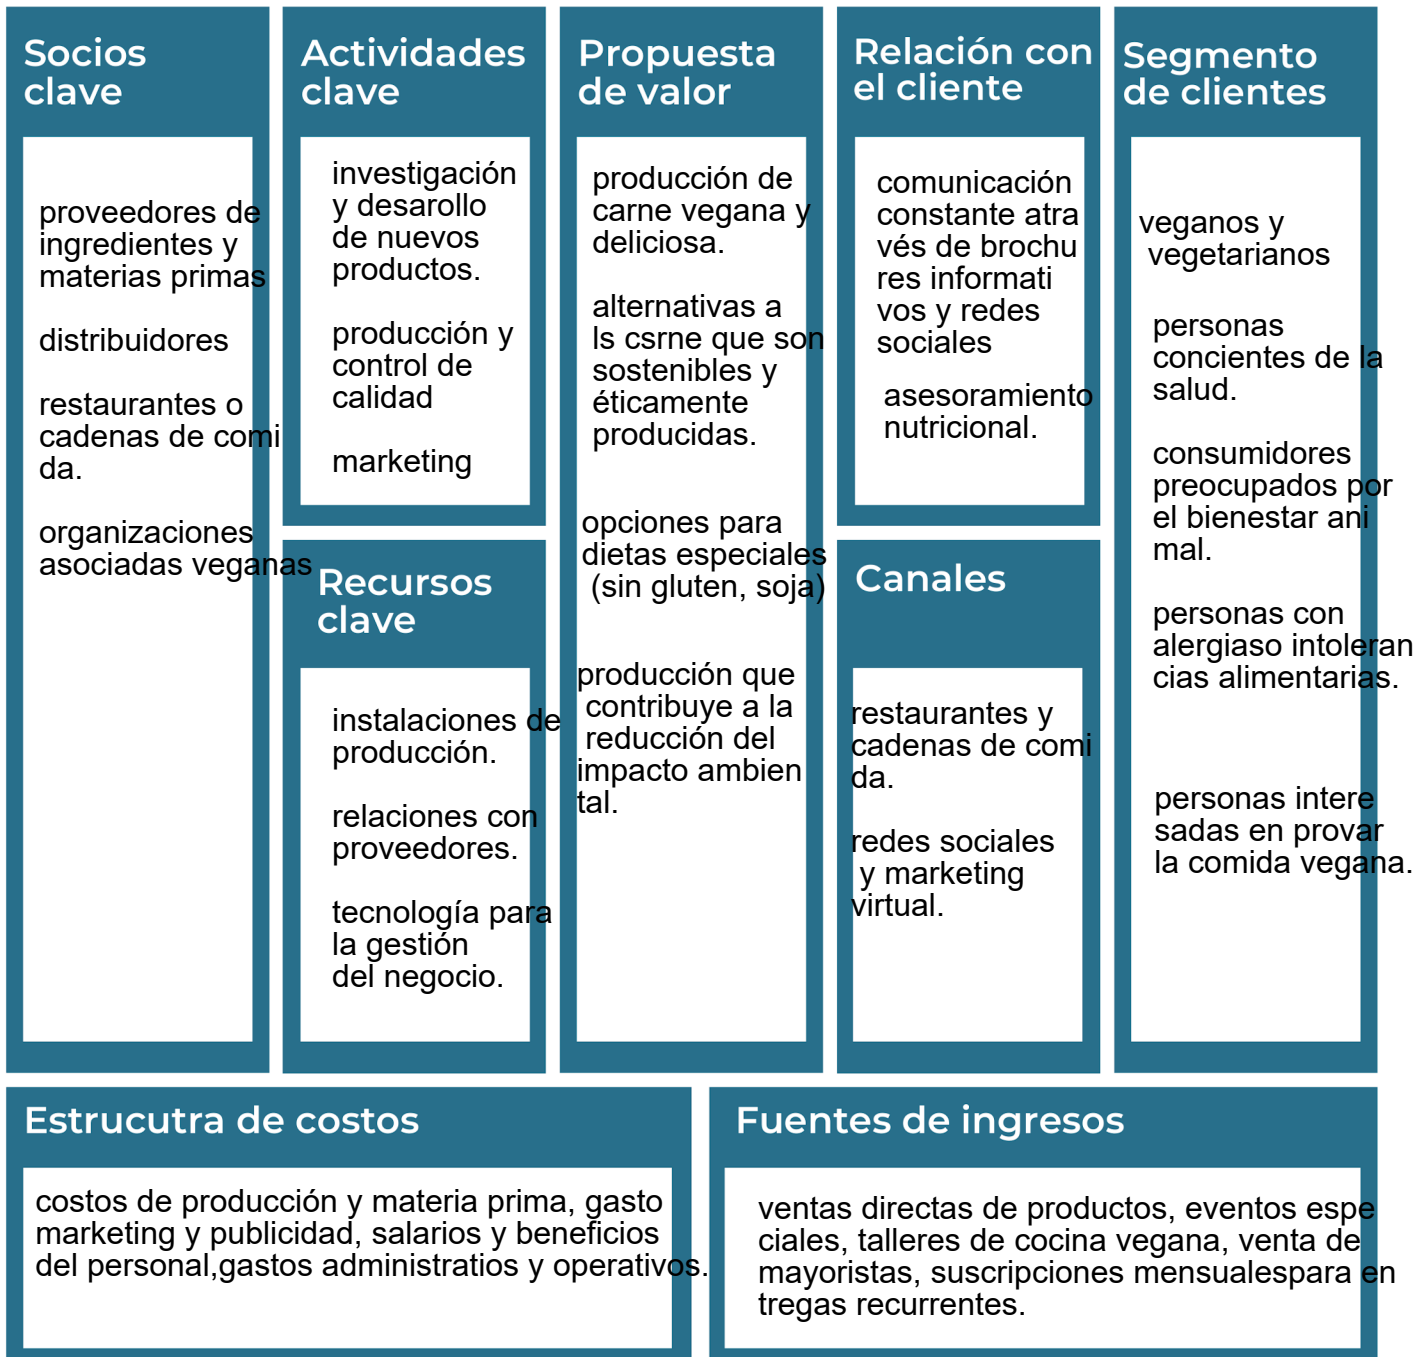 Socios
clave
proveedores de
ingredientes y
materias primas
distribuidores
restaurantes o
cadenas de comi
da.
organizaciones
asociadas veganas
Actividades
clave
investigación
y desarollo
de nuevos
productos.
producción y
control de
calidad
marketing
Recursos
clave
instalaciones de
producción.
relaciones con
proveedores.
tecnología para
la gestión
del negocio.
Propuesta
de valor
producción de
carne vegana y
deliciosa.
alternativas a
ls csrne que son
sostenibles y
éticamente
producidas.
opciones para
dietas especiales
(sin gluten, soja)
producción que
contribuye a la
reducción del
impacto ambien
tal.
Relación con
el cliente
comunicación
constante atra
vés de brochu
res informati
vos y redes
sociales
asesoramiento
nutricional.
Canales
restaurantes y
cadenas de comi
da.
redes sociales
y marketing
virtual.
Segmento
de clientes
veganos y
vegetarianos
personas
concientes de la
salud.
consumidores
preocupados por
el bienestar ani
mal.
personas con
alergiaso intoleran
cias alimentarias.
personas intere
sadas en provar
la comida vegana.
Estrucutra de costos
costos de producción y materia prima, gasto
marketing y publicidad, salarios y beneficios
del personal,gastos administratios y operativos.
Fuentes de ingresos
ventas directas de productos, eventos espe
ciales, talleres de cocina vegana, venta de
mayoristas, suscripciones mensualespara en
tregas recurrentes.